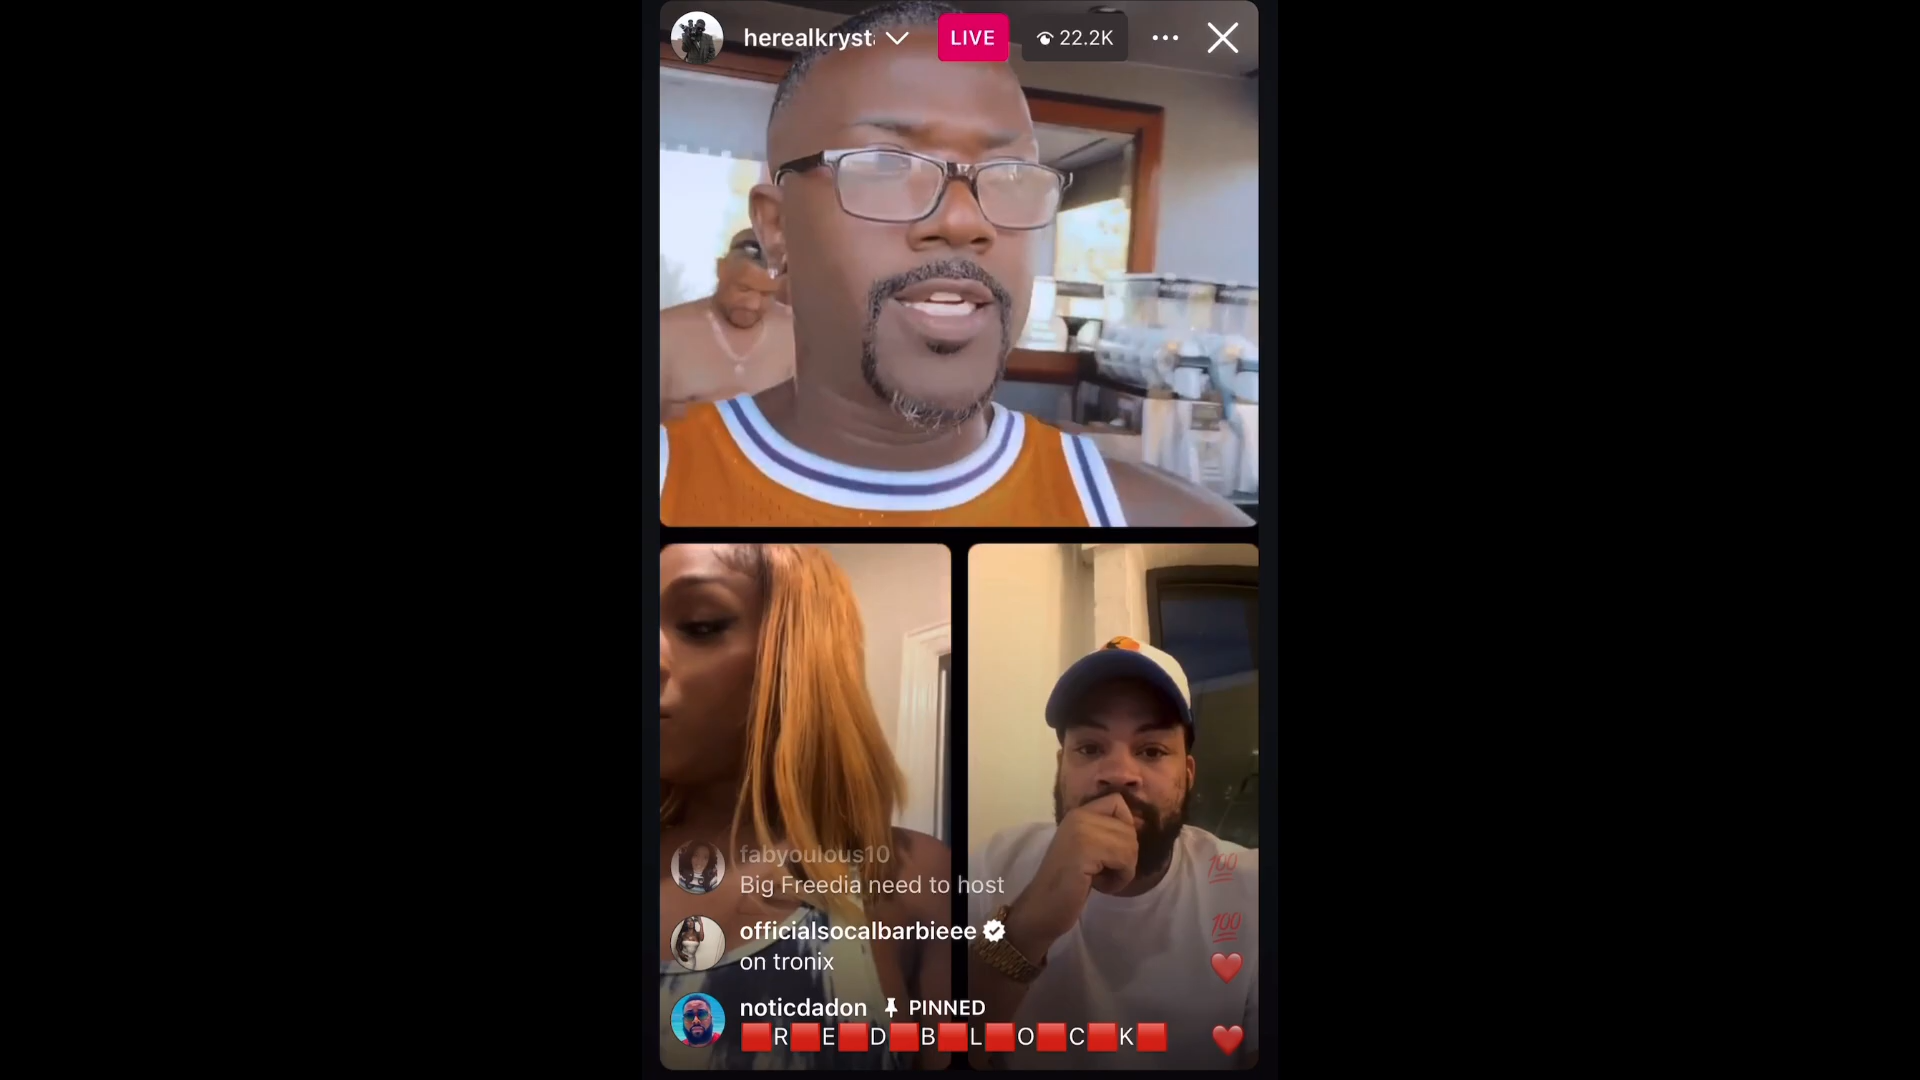 herealkryst
LIVE
22.2K
fabyoulous10
Big Freedia need to host
officialsocalbarbieee
on tronix
noticdadon PINNED
🟥R🟥E🟥D🟥B🟥L🟥O🟥C🟥K🟥
💯
💯